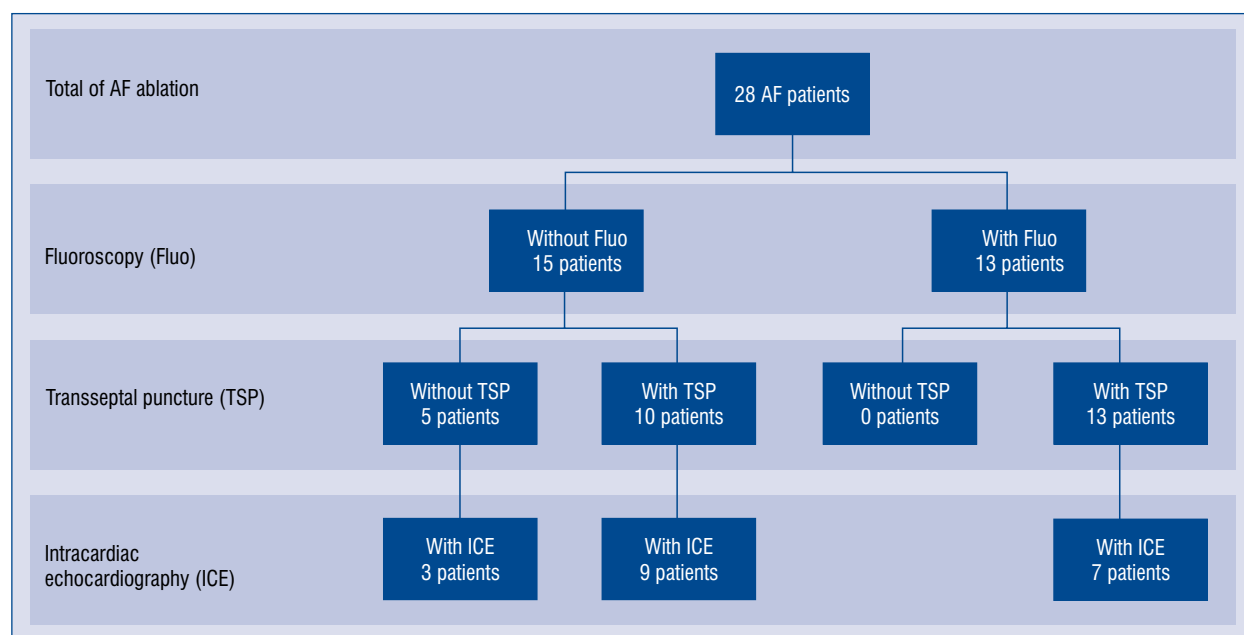 Total of AF ablation
28 AF patients
Fluoroscopy (Fluo)
Without Fluo
15 patients
With Fluo
13 patients
Transseptal puncture (TSP)
Without TSP
5 patients
With TSP
10 patients
Without TSP
0 patients
With TSP
13 patients
Intracardiac
echocardiography (ICE)
With ICE
3 patients
With ICE
9 patients
With ICE
7 patients